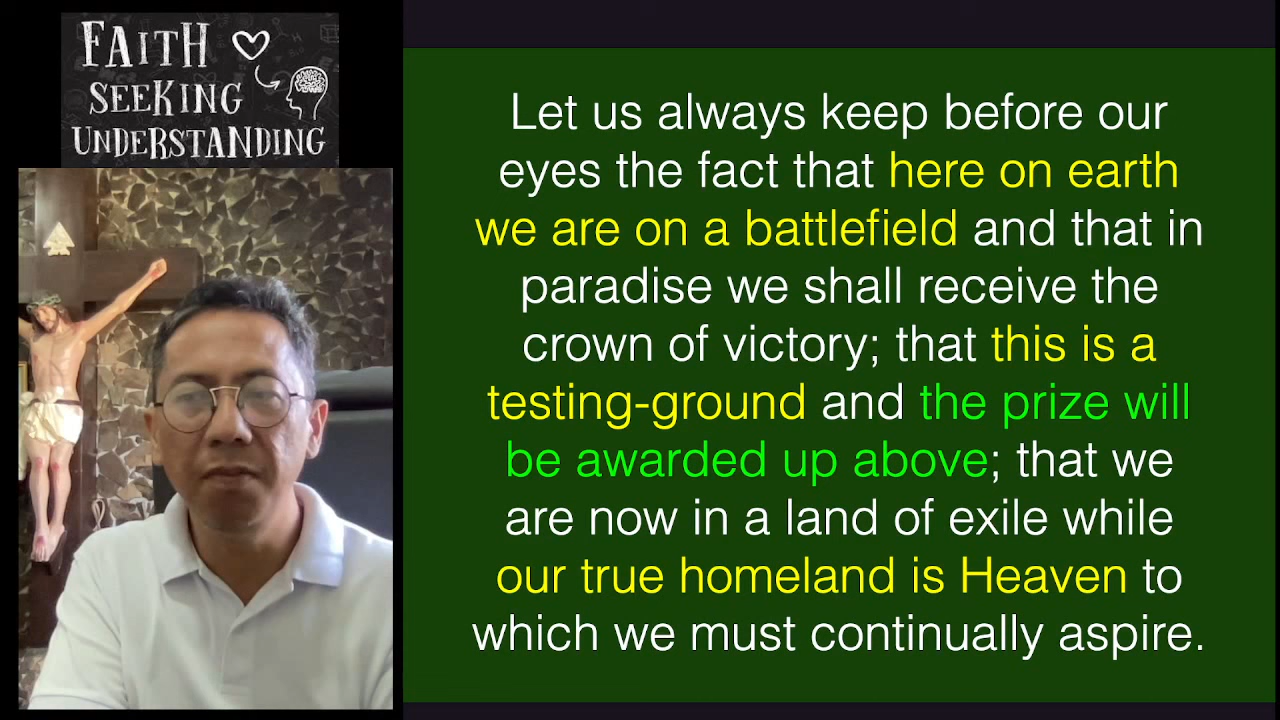 FAITH
SEEKING
UNDERSTANDING
Let us always keep before our
eyes the fact that here on earth
we are on a battlefield and that in
paradise we shall receive the
crown of victory; that this is a
testing-ground and the prize will
be awarded up above; that we
are now in a land of exile while
our true homeland is Heaven to
which we must continually aspire.